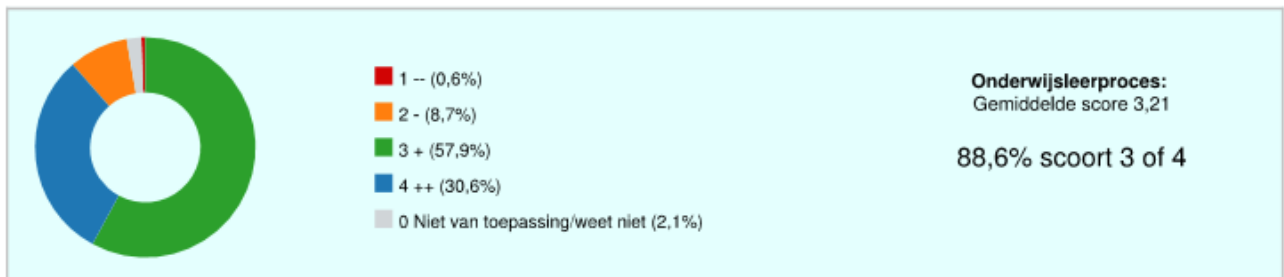 1 -- (0,6%)
2 - (8,7%)
3 + (57,9%)
4 ++ (30,6%)
0 Niet van toepassing/weet niet (2,1%)
Onderwijsleerproces:
Gemiddelde score 3,21
88,6% scoort 3 of 4